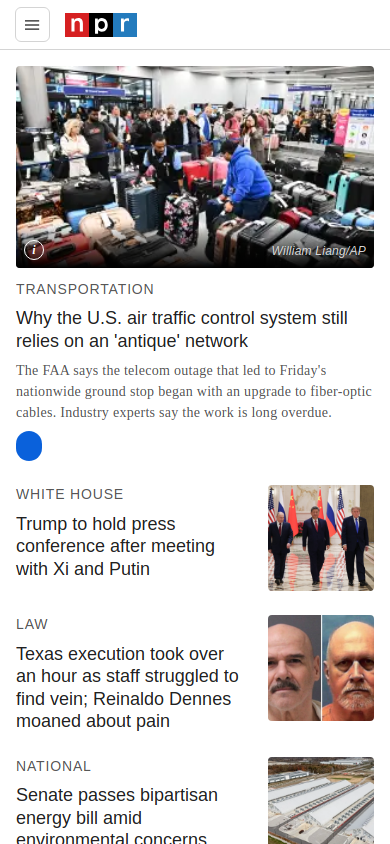 npr
William Liang/AP
TRANSPORTATION
Why the U.S. air traffic control system still
relies on an 'antique' network
The FAA says the telecom outage that led to Friday's
nationwide ground stop began with an upgrade to fiber-optic
cables. Industry experts say the work is long overdue.
WHITE HOUSE
Trump to hold press
conference after meeting
with Xi and Putin
LAW
Texas execution took over
an hour as staff struggled to
find vein; Reinaldo Dennes
moaned about pain
NATIONAL
Senate passes bipartisan
energy bill amid
environmental concerns